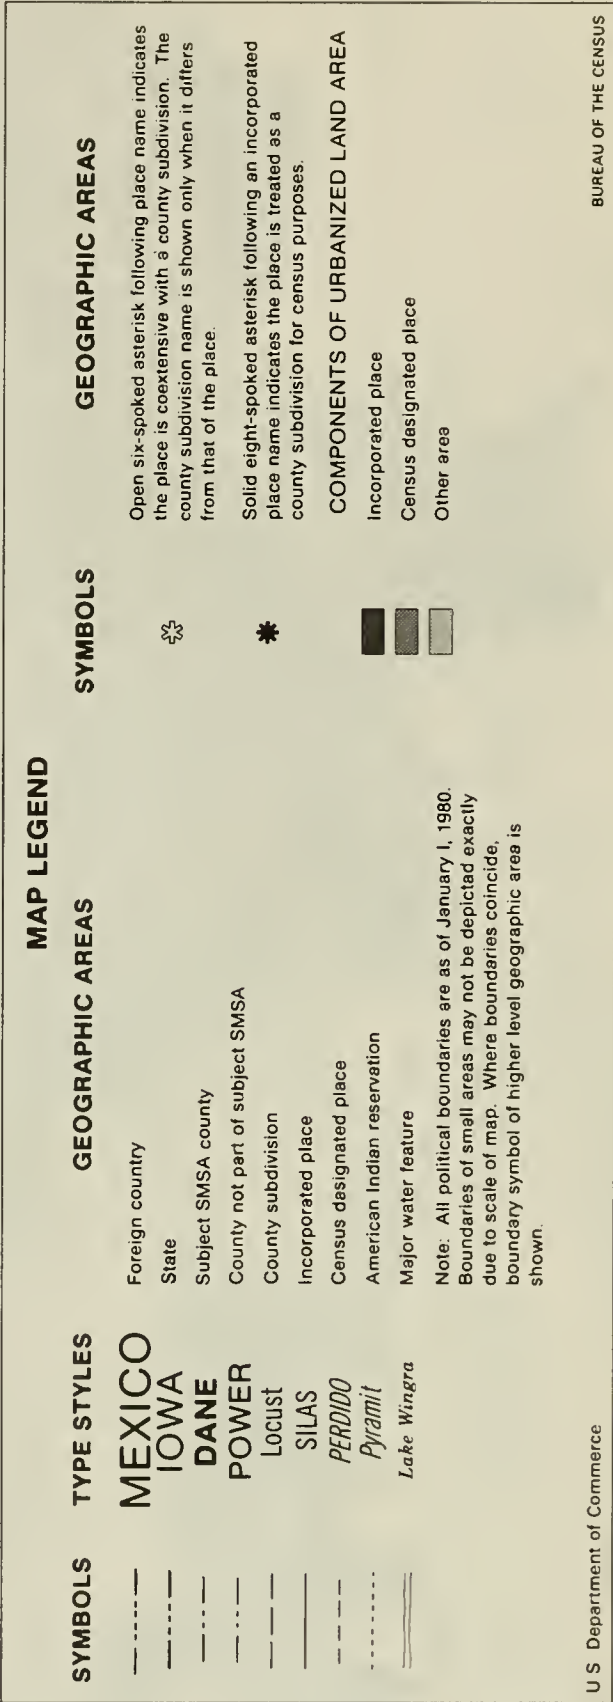 MAP LEGEND
SYMBOLS TYPE STYLES GEOGRAPHIC AREAS
MEXICO Foreign country
IOWA State
DANE Subject SMSA county
POWER County not part of subject SMSA
Locust County subdivision
SILAS Incorporated place
PERDIDO Census designated place
Pyramit American Indian reservation
Lake Wingra Major water feature
Note: All political boundaries are as of January I, 1980.
Boundaries of small areas may not be depictad exactly
due to scale of map. Where boundaries coincide,
boundary symbol of higher level geographic area is
shown.
SYMBOLS GEOGRAPHIC AREAS
Open six-spoked asterisk following place name indicates
the place is coextensive with a county subdivision. The
county subdivision name is shown only when it differs
from that of the place.
Solid eight-spoked asterisk following an incorporated
place name indicates the place is treated as a
county subdivision for census purposes.
COMPONENTS OF URBANIZED LAND AREA
Incorporated place
Census dasignated place
Other area
U S Department of Commerce
BUREAU OF THE CENSUS